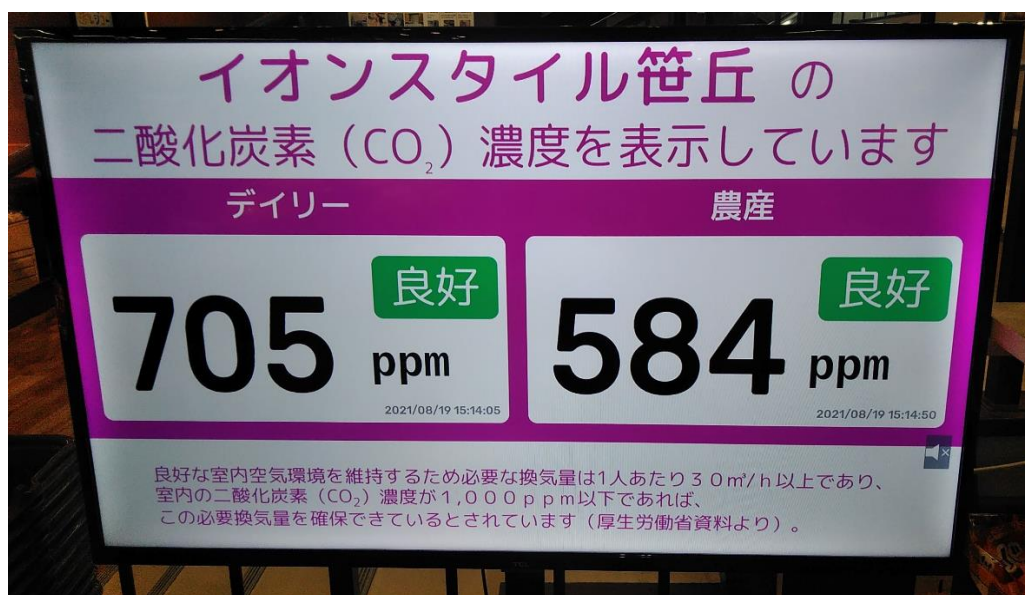 イオンスタイル笹丘 の
二酸化炭素（CO₂）濃度を表示しています
デイリー
農産
良好
705 ppm
2021/08/19 15:14:05
良好
584 ppm
2021/08/19 15:14:50
良好な室内空気環境を維持するため必要な換気量は1人あたり３０㎥/ｈ以上であり、
室内の二酸化炭素（CO₂）濃度が１,０００ｐｐｍ以下であれば、
この必要換気量を確保できているとされています（厚生労働省資料より）。
TCL